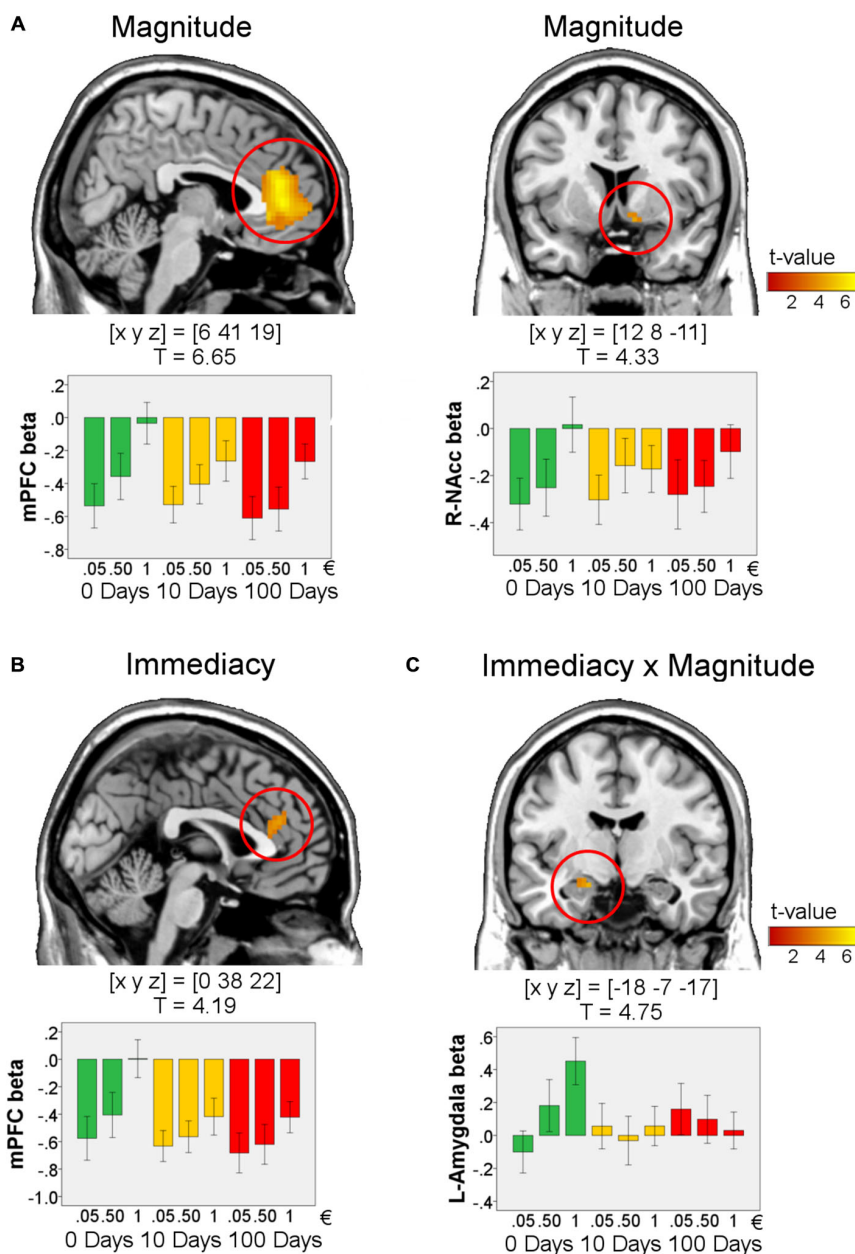 A
Magnitude
Magnitude
t-value
2 4 6
[x y z] = [6 41 19]
T = 6.65
[x y z] = [12 8 -11]
T = 4.33
mPFC beta
.2
.0
-.2
-.4
-.6
-.8
.05 .50 1 .05 .50 1 .05 .50 1 €
0 Days 10 Days 100 Days
R-NAcc beta
.2
.0
-.2
-.4
.05 .50 1 .05 .50 1 .05 .50 1 €
0 Days 10 Days 100 Days
B
Immediacy
C
Immediacy x Magnitude
t-value
2 4 6
[x y z] = [0 38 22]
T = 4.19
[x y z] = [-18 -7 -17]
T = 4.75
mPFC beta
.2
.0
-.2
-.4
-.6
-.8
-1.0
.05 .50 1 .05 .50 1 .05 .50 1 €
0 Days 10 Days 100 Days
L-Amygdala beta
.6
.4
.2
.0
-.2
-.4
.05 .50 1 .05 .50 1 .05 .50 1 €
0 Days 10 Days 100 Days